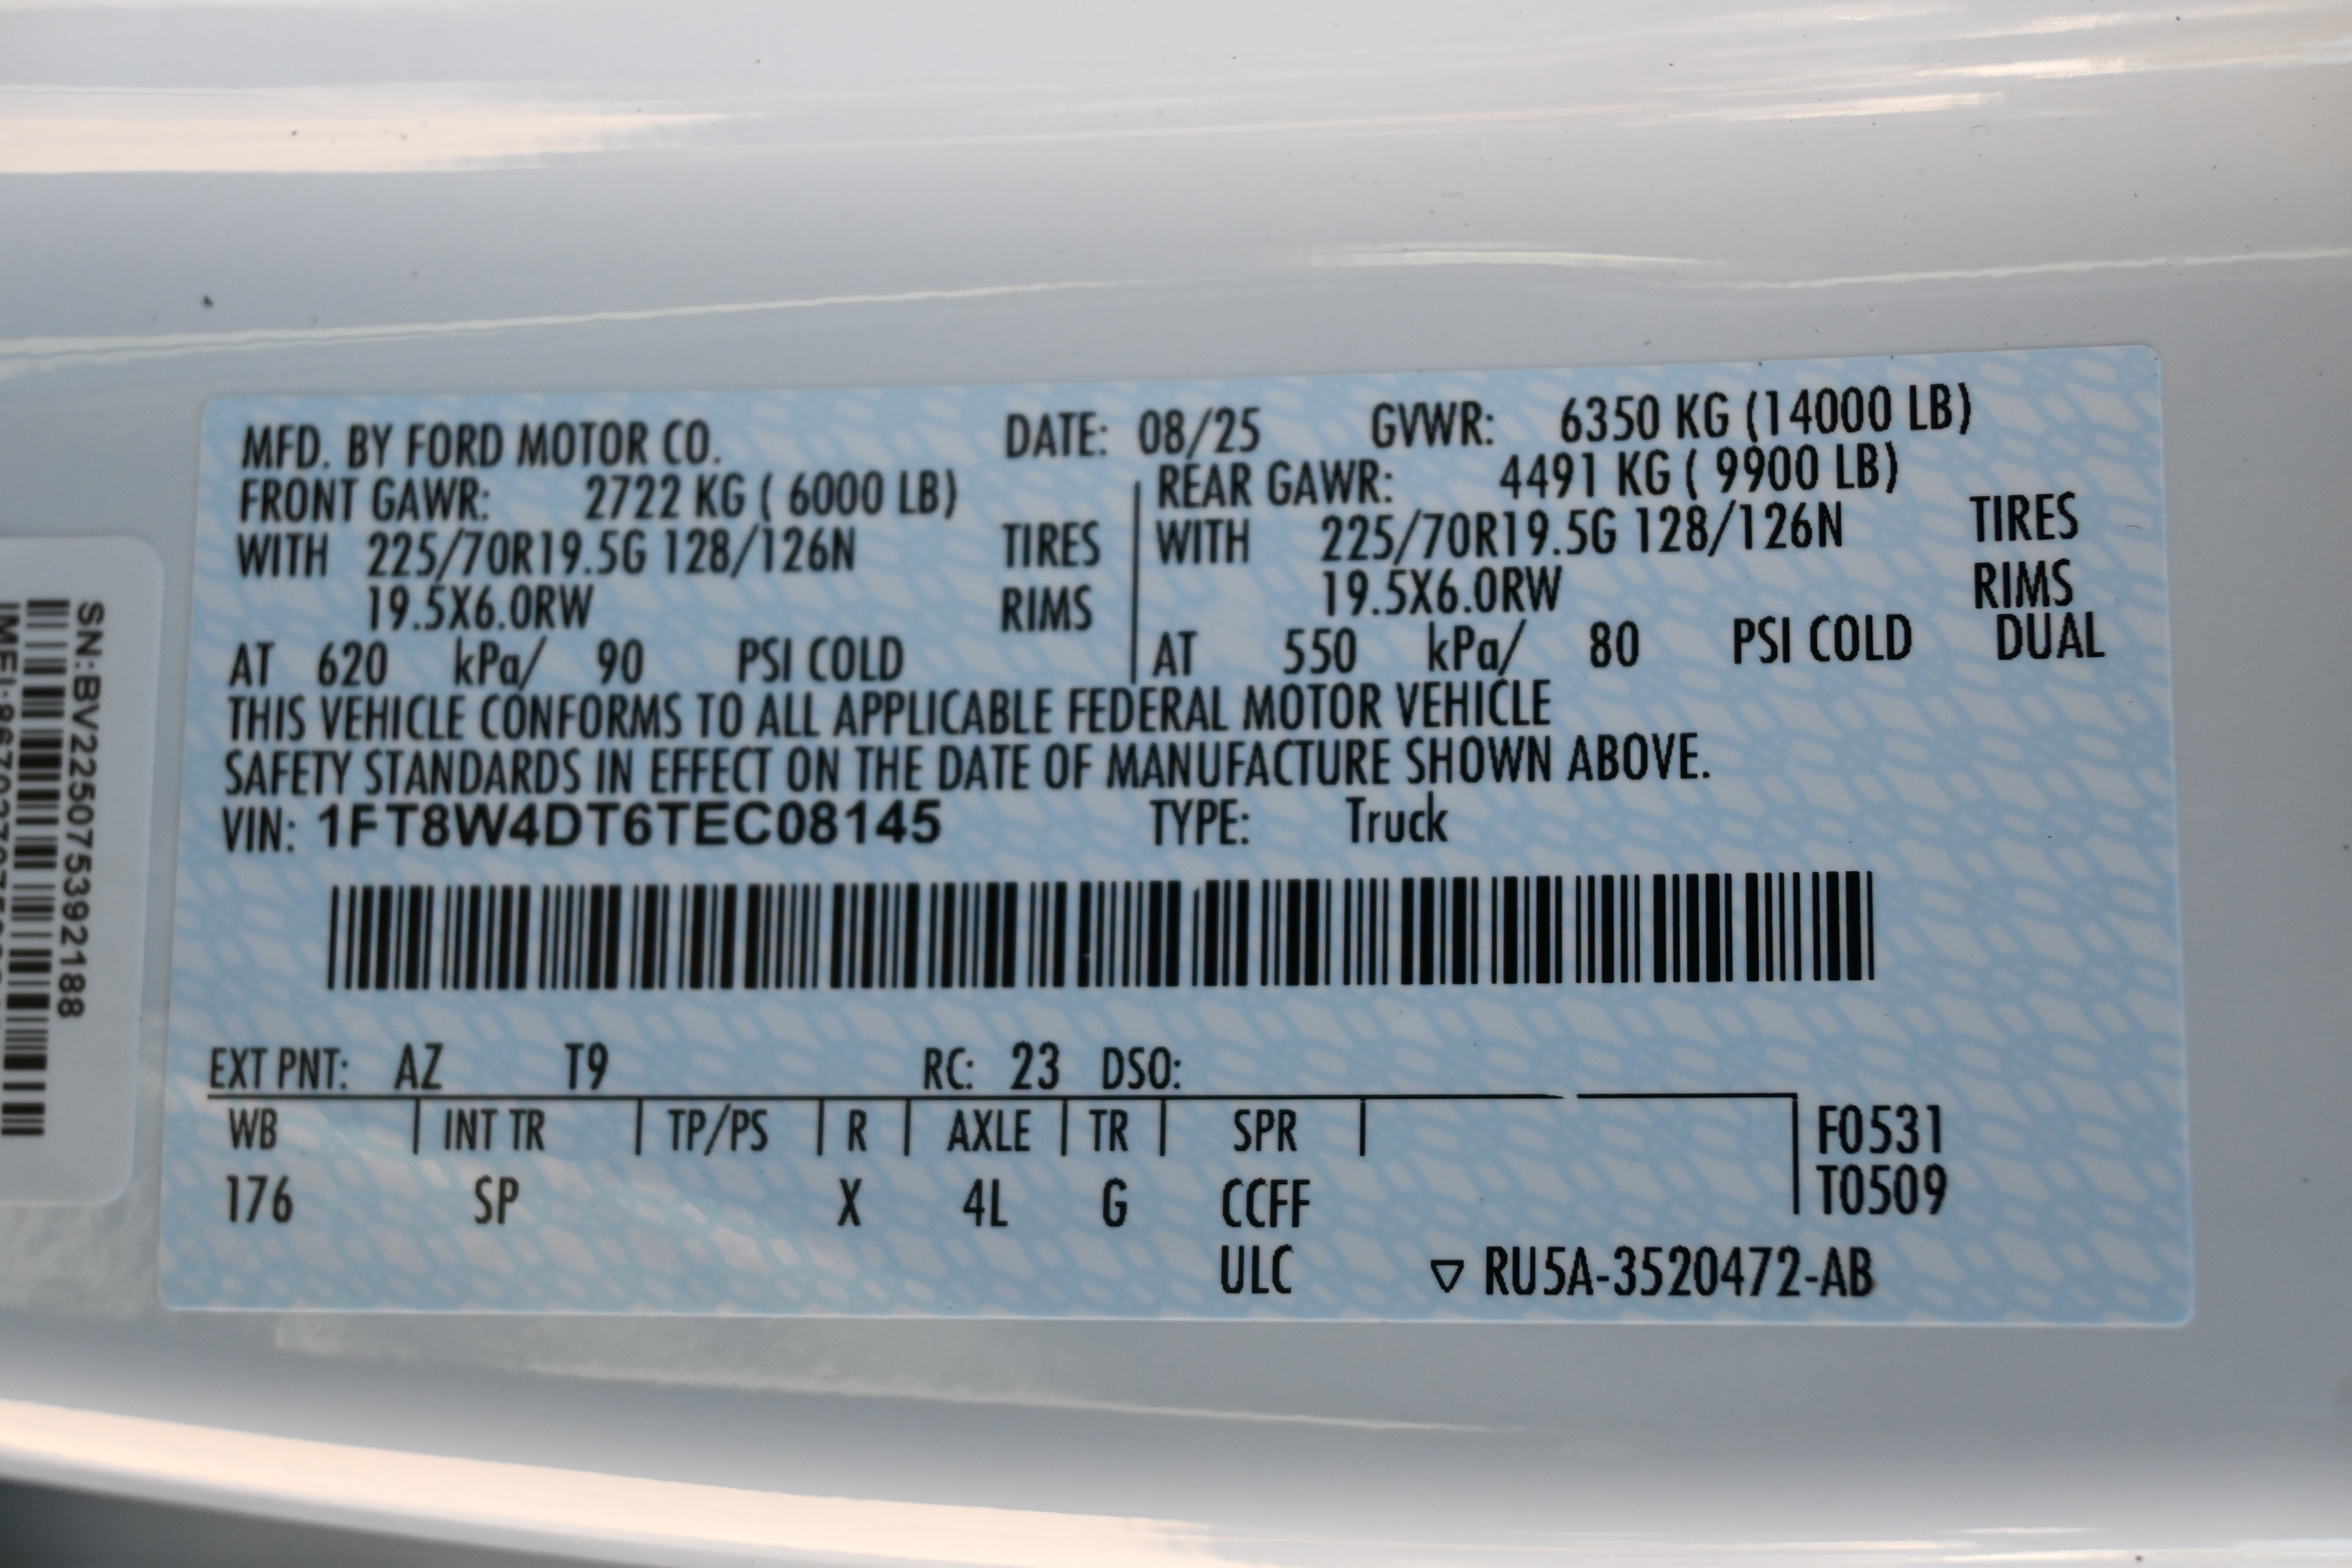 MFD. BY FORD MOTOR CO. DATE: 08/25 GVWR: 6350 KG (14000 LB)
FRONT GAWR: 2722 KG ( 6000 LB) REAR GAWR: 4491 KG ( 9900 LB)
WITH 225/70R19.5G 128/126N TIRES WITH 225/70R19.5G 128/126N TIRES
19.5X6.0RW RIMS 19.5X6.0RW RIMS
AT 620 kPa/ 90 PSI COLD AT 550 kPa/ 80 PSI COLD DUAL
THIS VEHICLE CONFORMS TO ALL APPLICABLE FEDERAL MOTOR VEHICLE
SAFETY STANDARDS IN EFFECT ON THE DATE OF MANUFACTURE SHOWN ABOVE.
VIN: 1FT8W4DT6TEC08145 TYPE: Truck
EXT PNT: AZ T9 RC: 23 DSO:
WB INT TR TP/PS R AXLE TR SPR F0531
176 SP X 4L G CCFF T0509
ULC ▽ RU5A-3520472-AB
SN:BV225075392188